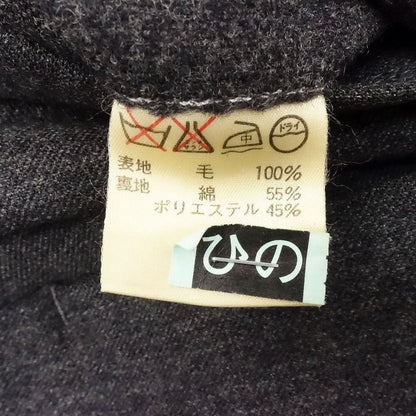 中 ドライ
表地 毛 100%
裏地 綿 55%
ポリエステル 45%
ひの